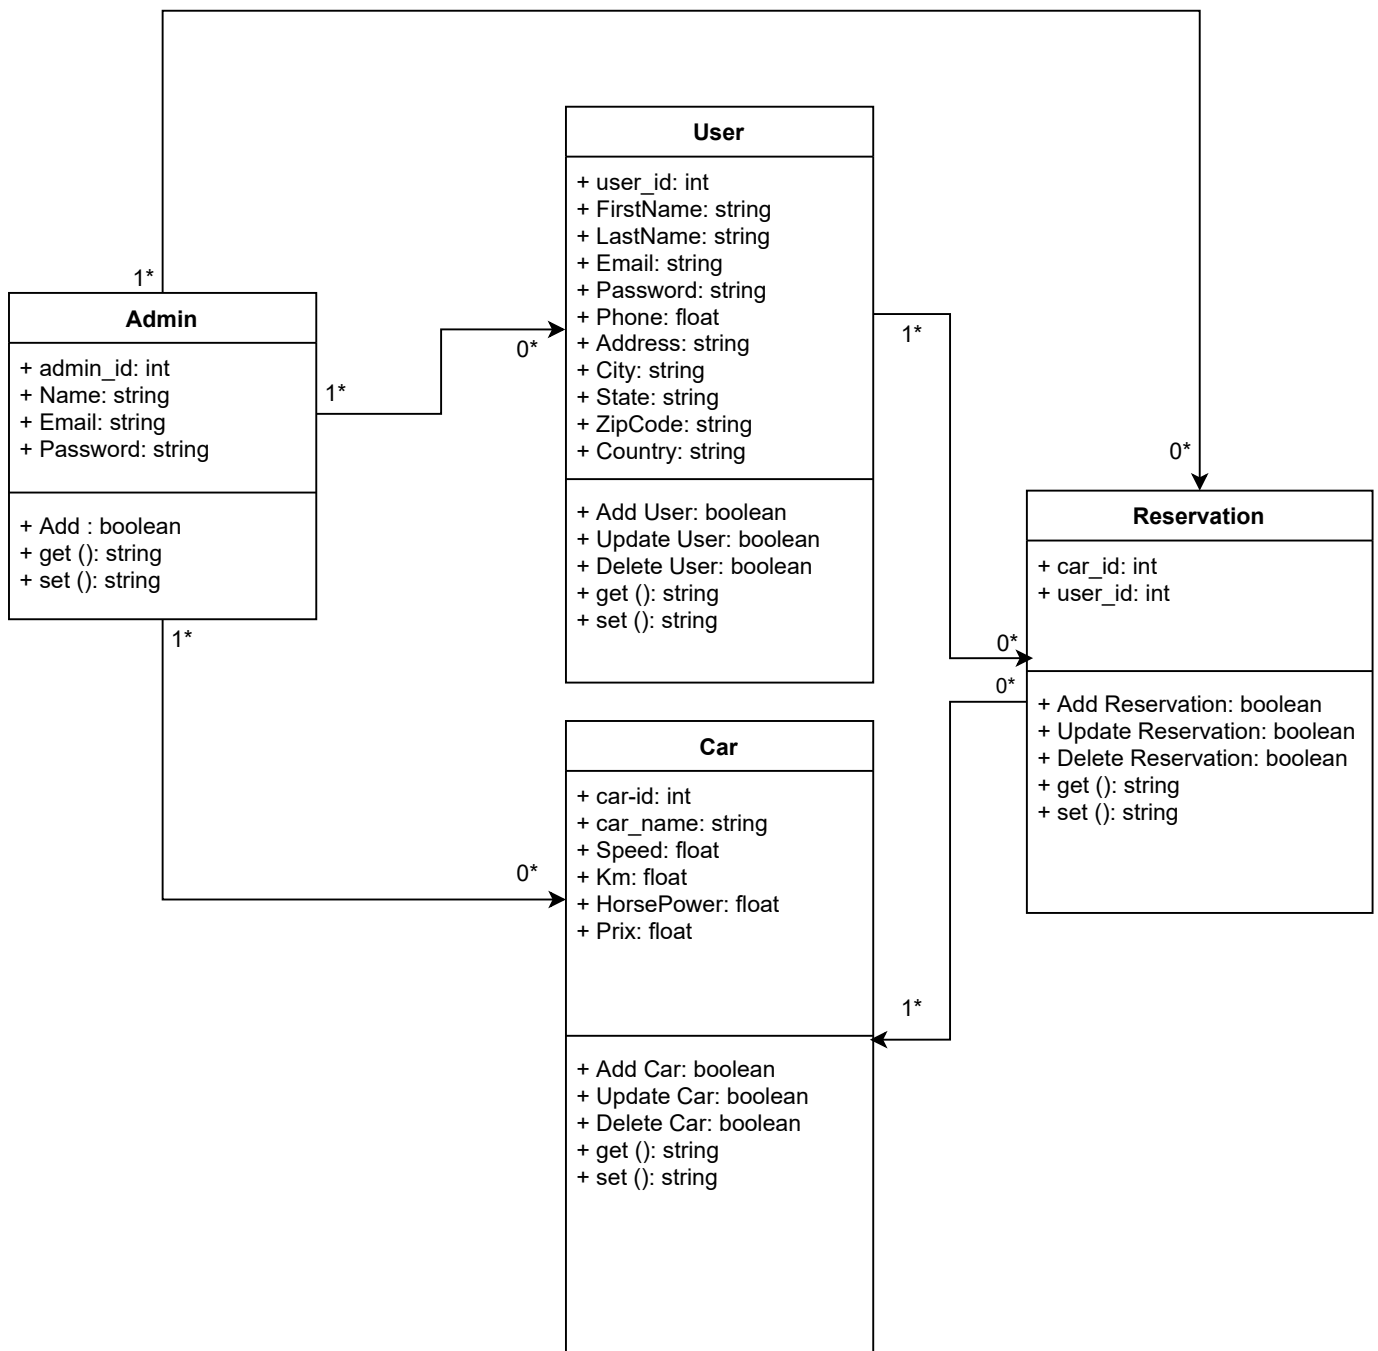 User
+ user_id: int
+ FirstName: string
+ LastName: string
+ Email: string
+ Password: string
+ Phone: float
+ Address: string
+ City: string
+ State: string
+ ZipCode: string
+ Country: string
+ Add User: boolean
+ Update User: boolean
+ Delete User: boolean
+ get (): string
+ set (): string
1*
Admin
+ admin_id: int
+ Name: string
+ Email: string
+ Password: string
+ Add : boolean
+ get (): string
+ set (): string
1*
0*
1*
1*
0*
0*
Reservation
+ car_id: int
+ user_id: int
+ Add Reservation: boolean
+ Update Reservation: boolean
+ Delete Reservation: boolean
+ get (): string
+ set (): string
0*
0*
Car
+ car-id: int
+ car_name: string
+ Speed: float
+ Km: float
+ HorsePower: float
+ Prix: float
+ Add Car: boolean
+ Update Car: boolean
+ Delete Car: boolean
+ get (): string
+ set (): string
1*